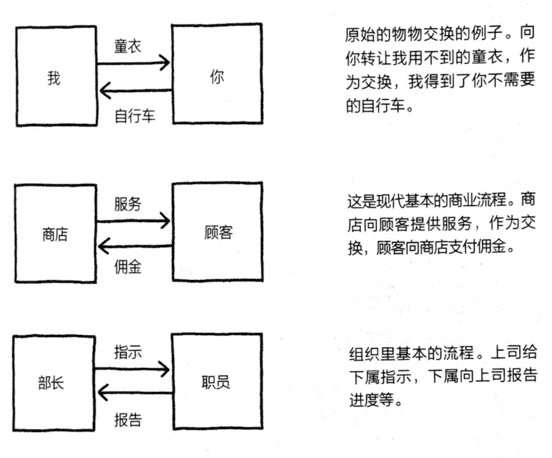 童衣
我
你
自行车
原始的物物交换的例子。向
你转让我用不到的童衣，作
为交换，我得到了你不需要
的自行车。
服务
商店
顾客
佣金
这是现代基本的商业流程。商
店向顾客提供服务，作为交
换，顾客向商店支付佣金。
指示
部长
职员
报告
组织里基本的流程。上司给
下属指示，下属向上司报告
进度等。